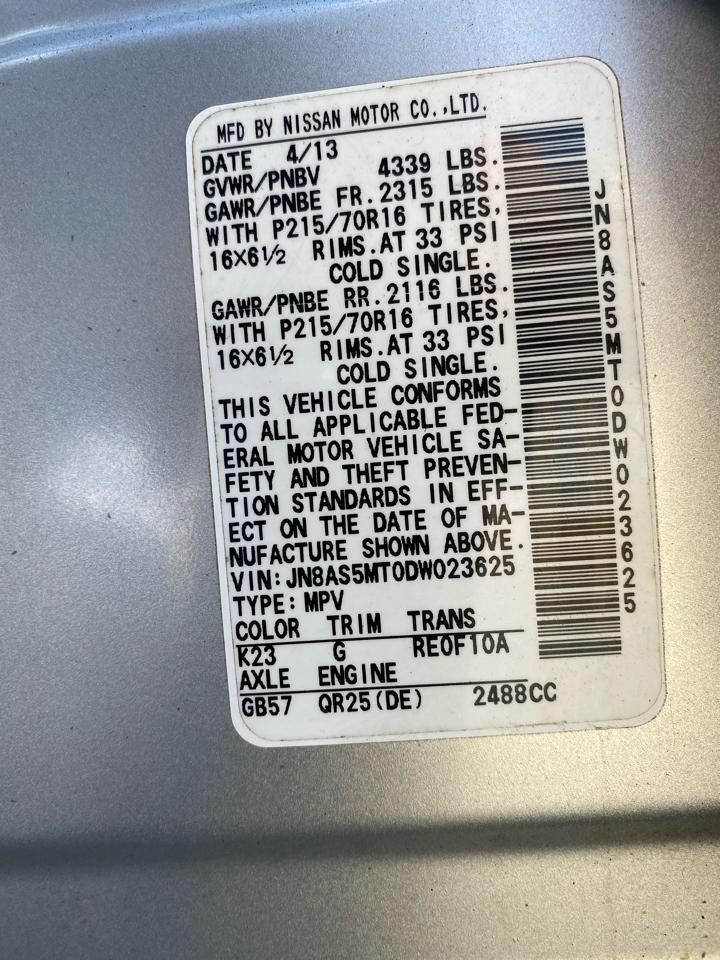 MFD BY NISSAN MOTOR CO.,LTD.
DATE 4/13
GVWR/PNBV 4339 LBS.
GAWR/PNBE FR.2315 LBS.
WITH P215/70R16 TIRES,
16X6½ RIMS.AT 33 PSI
COLD SINGLE.
GAWR/PNBE RR.2116 LBS.
WITH P215/70R16 TIRES,
16X6½ RIMS.AT 33 PSI
COLD SINGLE.
THIS VEHICLE CONFORMS
TO ALL APPLICABLE FED-
ERAL MOTOR VEHICLE SA-
FETY AND THEFT PREVEN-
TION STANDARDS IN EFF-
ECT ON THE DATE OF MA-
NUFACTURE SHOWN ABOVE.
VIN:JN8AS5MT0DW023625
TYPE:MPV
COLOR TRIM TRANS
K23 G RE0F10A
AXLE ENGINE
GB57 QR25(DE) 2488CC
JN8AS5MT0DW023625